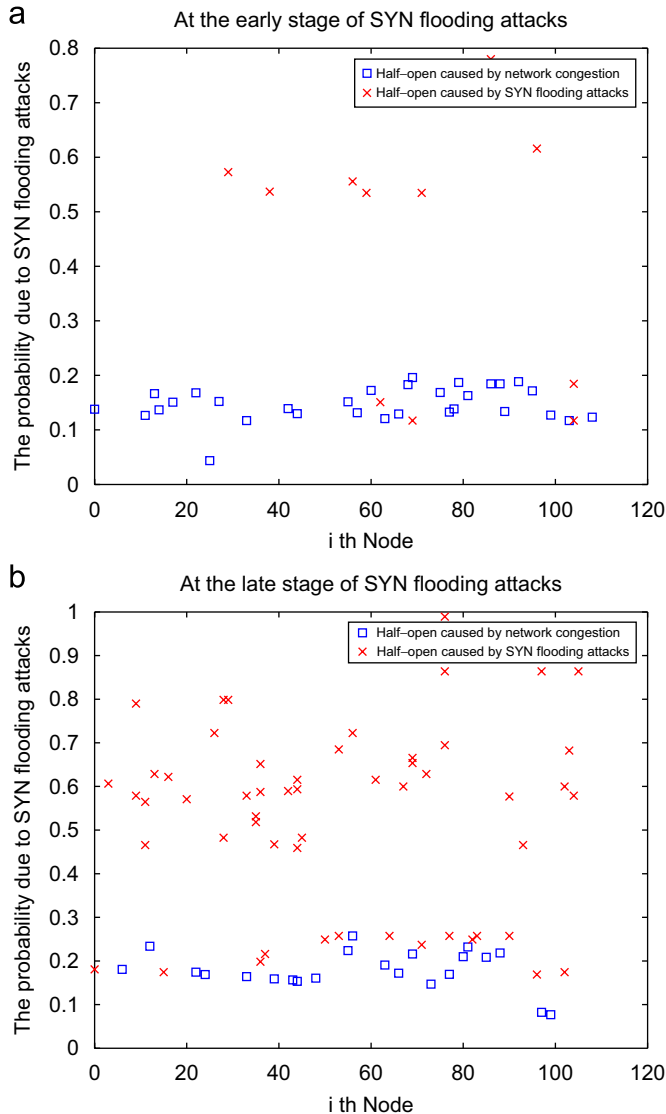 a
At the early stage of SYN flooding attacks
The probability due to SYN flooding attacks
0.8
0.7
0.6
0.5
0.4
0.3
0.2
0.1
0
Half–open caused by network congestion
Half–open caused by SYN flooding attacks
0 20 40 60 80 100 120
i th Node
b
At the late stage of SYN flooding attacks
The probability due to SYN flooding attacks
1
0.9
0.8
0.7
0.6
0.5
0.4
0.3
0.2
0.1
0
Half–open caused by network congestion
Half–open caused by SYN flooding attacks
0 20 40 60 80 100 120
i th Node